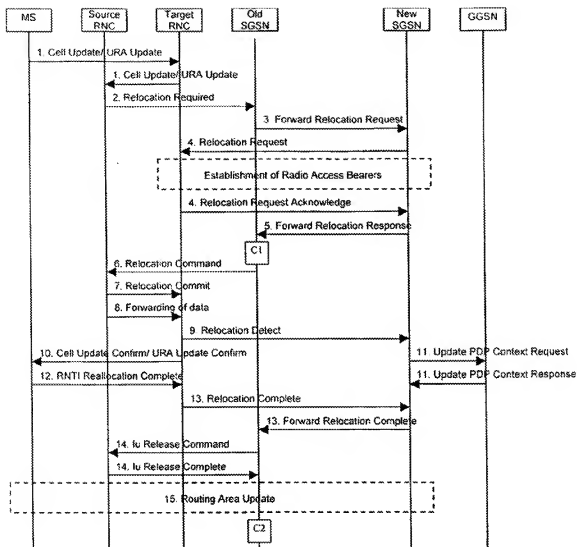 MS
Source
RNC
Target
RNC
Old
SGSN
New
SGSN
GGSN
1. Cell Update/ URA Update
1. Cell Update/ URA Update
2. Relocation Required
3 Forward Relocation Request
4. Relocation Request
Establishment of Radio Access Bearers
4. Relocation Request Acknowledge
5. Forward Relocation Response
C1
6. Relocation Command
7. Relocation Commit
8. Forwarding of data
9 Relocation Detect
10. Cell Update Confirm/ URA Update Confirm
11. Update PDP Context Request
12. RNTI Reallocation Complete
11. Update PDP Context Response
13. Relocation Complete
13. Forward Relocation Complete
14. Iu Release Command
14. Iu Release Complete
15. Routing Area Update
C2